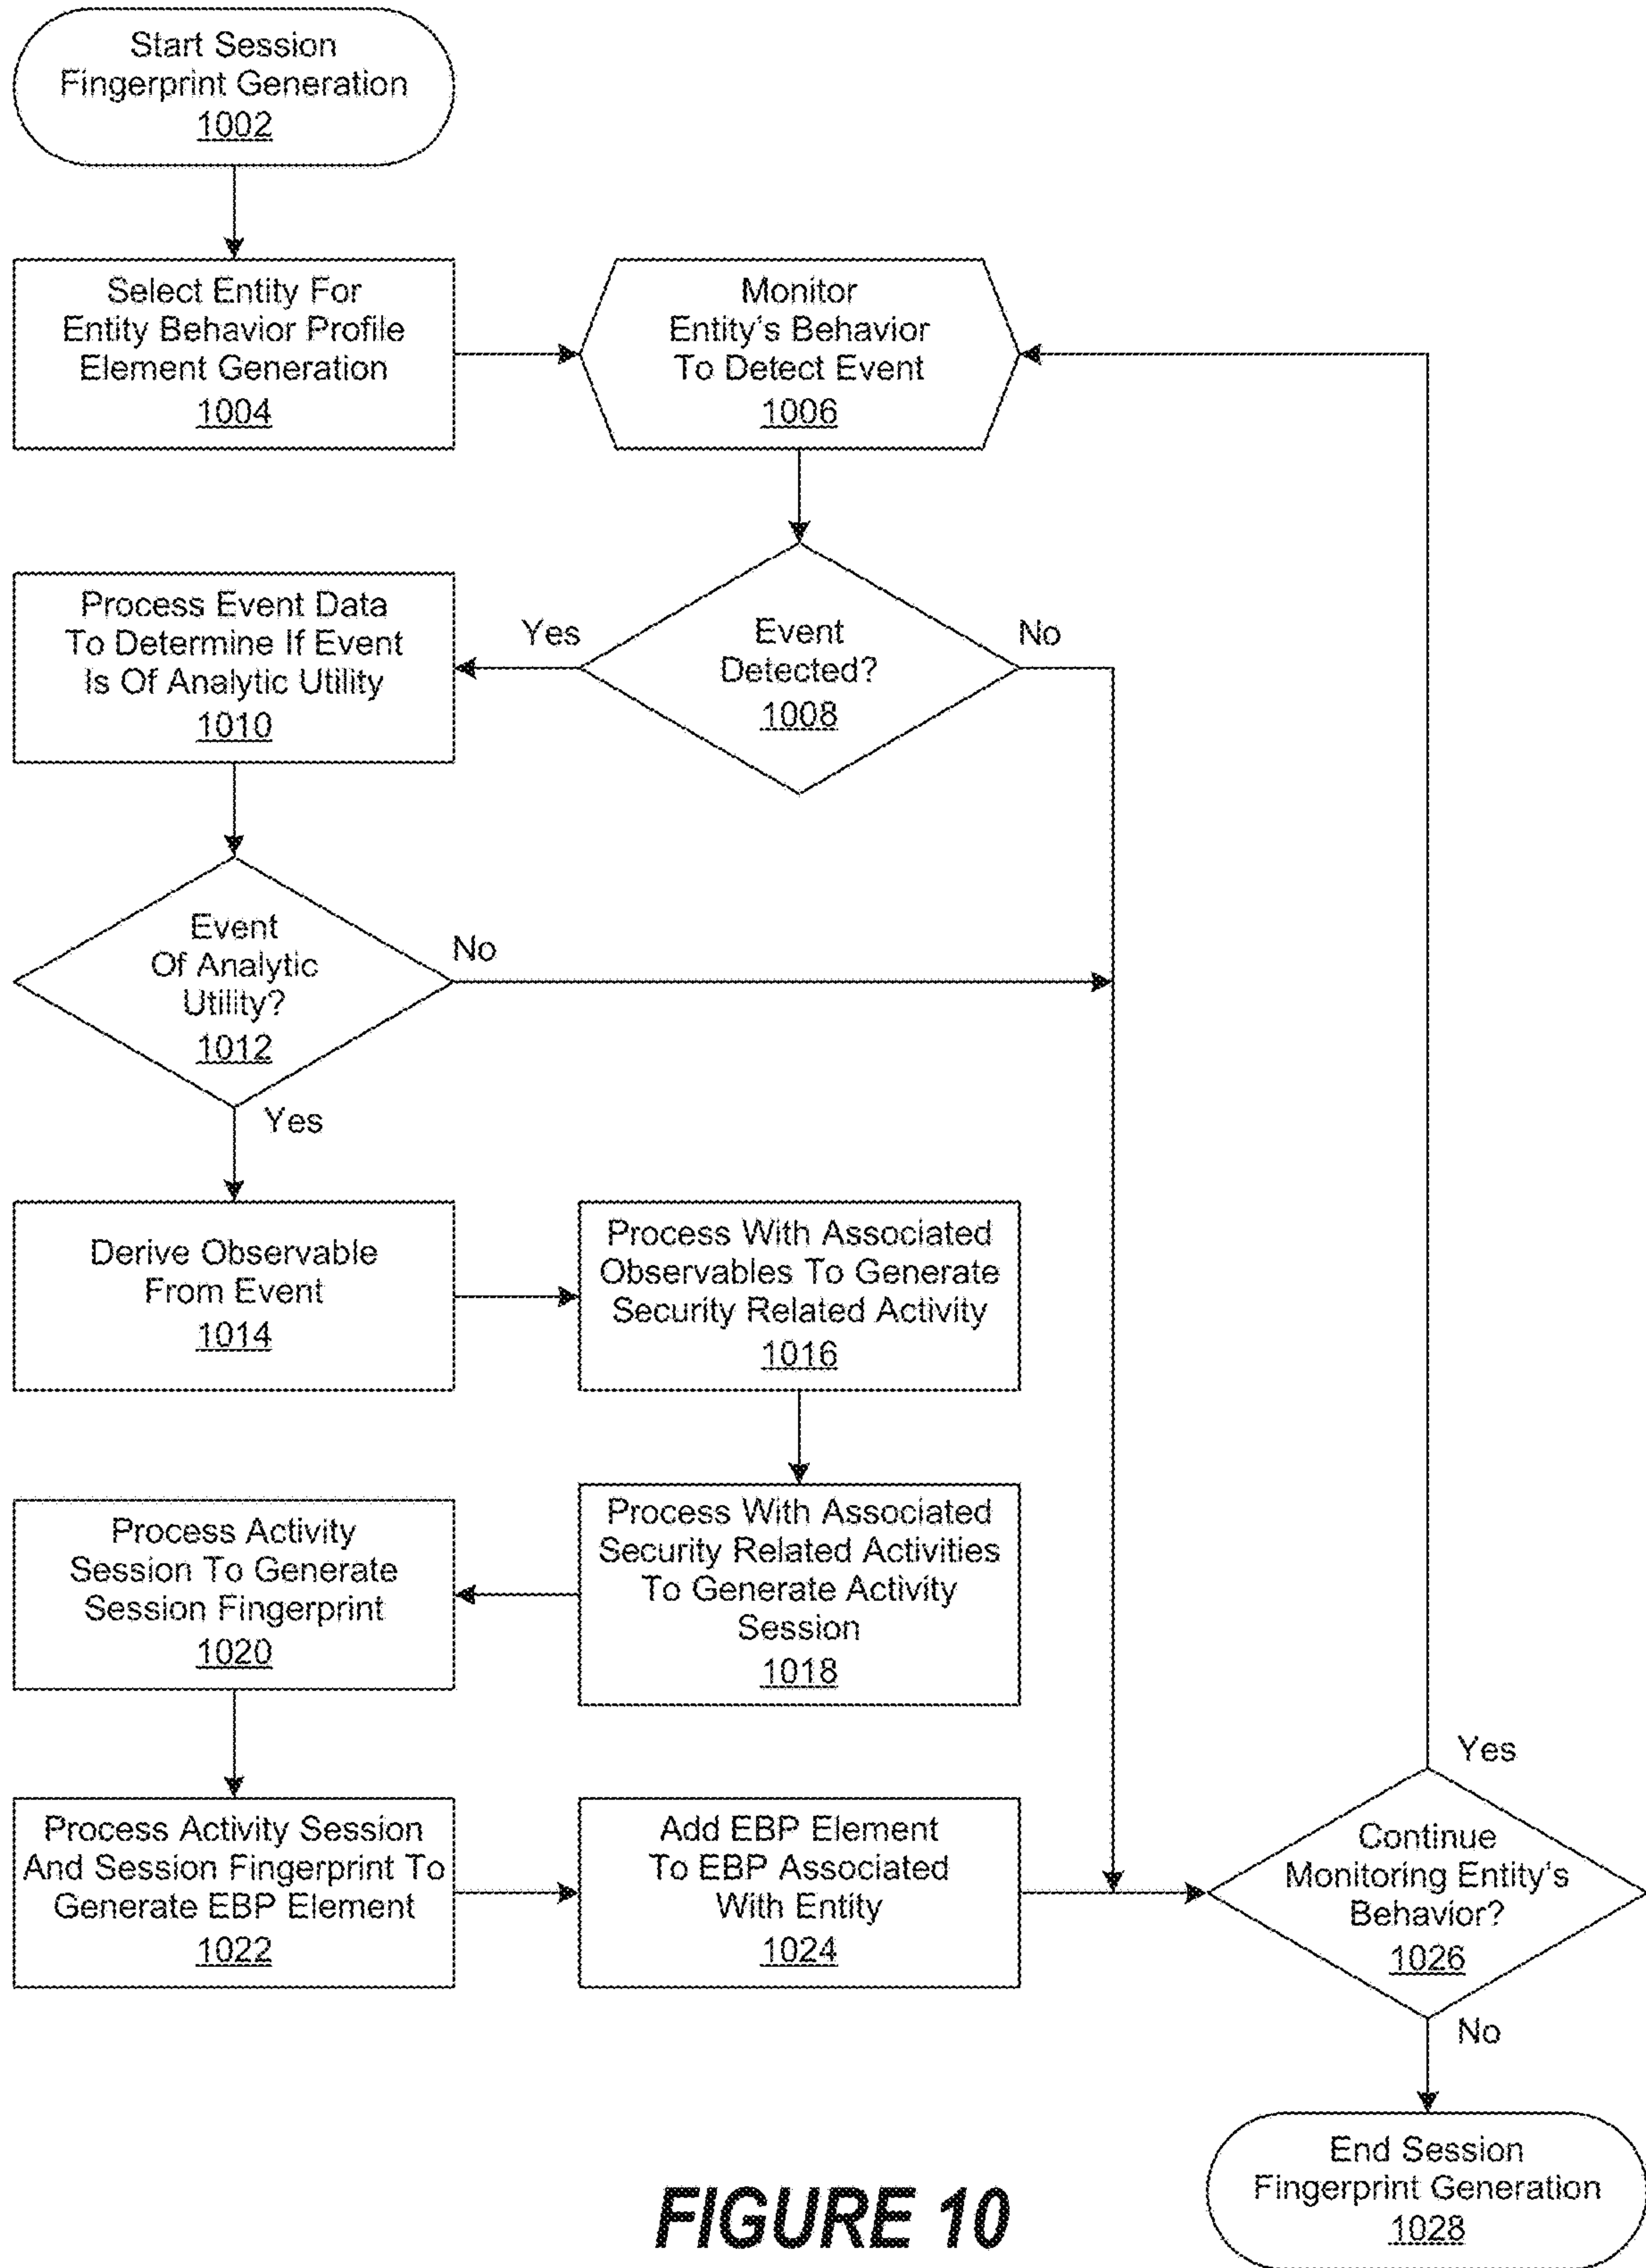 Start Session
Fingerprint Generation
1002
Select Entity For
Entity Behavior Profile
Element Generation
1004
Monitor
Entity's Behavior
To Detect Event
1006
Process Event Data
To Determine If Event
Is Of Analytic Utility
1010
Yes
Event
Detected?
1008
No
Event
Of Analytic
Utility?
1012
No
Yes
Derive Observable
From Event
1014
Process With Associated
Observables To Generate
Security Related Activity
1016
Process Activity
Session To Generate
Session Fingerprint
1020
Process With Associated
Security Related Activities
To Generate Activity
Session
1018
Process Activity Session
And Session Fingerprint To
Generate EBP Element
1022
Add EBP Element
To EBP Associated
With Entity
1024
Yes
Continue
Monitoring Entity's
Behavior?
1026
No
End Session
Fingerprint Generation
1028
FIGURE 10